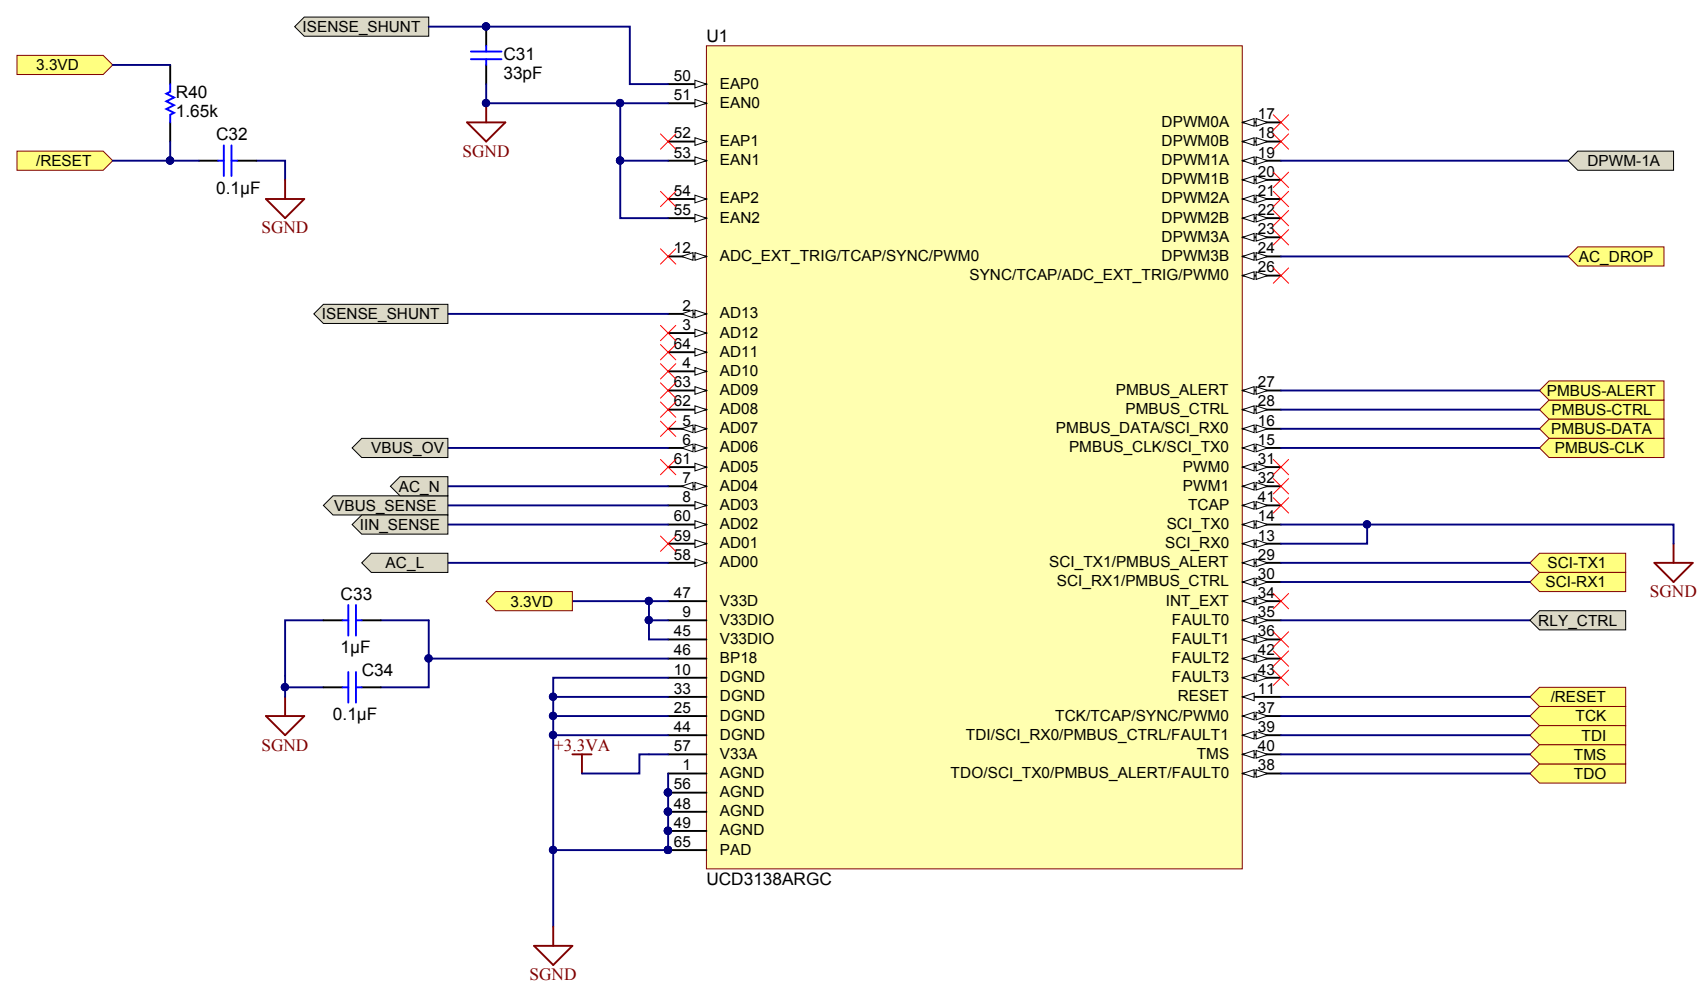 ISENSE_SHUNT
C31
33pF
SGND
3.3VD
R40
1.65k
/RESET
C32
0.1µF
SGND
U1
50 EAP0
51 EAN0
52 EAP1
53 EAN1
54 EAP2
55 EAN2
12 ADC_EXT_TRIG/TCAP/SYNC/PWM0
ISENSE_SHUNT 2 AD13
3 AD12
64 AD11
4 AD10
63 AD09
62 AD08
5 AD07
VBUS_OV 6 AD06
61 AD05
AC_N 7 AD04
VBUS_SENSE 8 AD03
IIN_SENSE 60 AD02
59 AD01
AC_L 58 AD00
3.3VD 47 V33D
9 V33DIO
45 V33DIO
46 BP18
10 DGND
33 DGND
25 DGND
44 DGND
+3.3VA 57 V33A
1 AGND
56 AGND
48 AGND
49 AGND
65 PAD
C33
1µF
C34
0.1µF
SGND
SGND
DPWM0A 17
DPWM0B 18
DPWM1A 19 DPWM-1A
DPWM1B 20
DPWM2A 21
DPWM2B 22
DPWM3A 23
DPWM3B 24 AC_DROP
SYNC/TCAP/ADC_EXT_TRIG/PWM0 26
PMBUS_ALERT 27 PMBUS-ALERT
PMBUS_CTRL 28 PMBUS-CTRL
PMBUS_DATA/SCI_RX0 16 PMBUS-DATA
PMBUS_CLK/SCI_TX0 15 PMBUS-CLK
PWM0 31
PWM1 32
TCAP 41
SCI_TX0 14
SCI_RX0 13
SGND
SCI_TX1/PMBUS_ALERT 29 SCI-TX1
SCI_RX1/PMBUS_CTRL 30 SCI-RX1
INT_EXT 34
FAULT0 35 RLY_CTRL
FAULT1 36
FAULT2 42
FAULT3 43
RESET 11 /RESET
TCK/TCAP/SYNC/PWM0 37 TCK
TDI/SCI_RX0/PMBUS_CTRL/FAULT1 39 TDI
TMS 40 TMS
TDO/SCI_TX0/PMBUS_ALERT/FAULT0 38 TDO
UCD3138ARGC